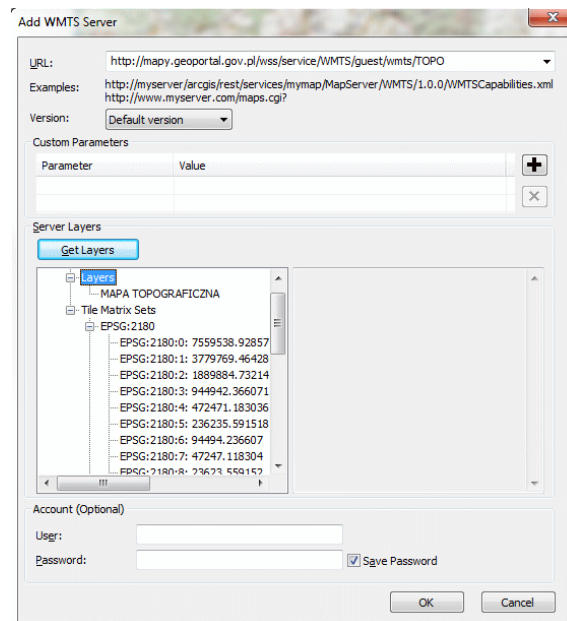 Add WMTS Server
URL: http://mapy.geoportal.gov.pl/wss/service/WMTS/guest/wmts/TOPO
Examples: http://myserver/arcgis/rest/services/mymap/MapServer/WMTS/1.0.0/WMTSCapabilities.xml
http://www.myserver.com/maps.cgi?
Version: Default version
Custom Parameters
Parameter Value
Server Layers
Get Layers
Layers
MAPA TOPOGRAFICZNA
Tile Matrix Sets
EPSG:2180
EPSG:2180:0: 7559538.92857
EPSG:2180:1: 3779769.46428
EPSG:2180:2: 1889884.73214
EPSG:2180:3: 944942.366071
EPSG:2180:4: 472471.183036
EPSG:2180:5: 236235.591518
EPSG:2180:6: 94494.236607
EPSG:2180:7: 47247.118304
EPSG:2180:8: 23623.559152
Account (Optional)
User:
Password: Save Password
OK Cancel